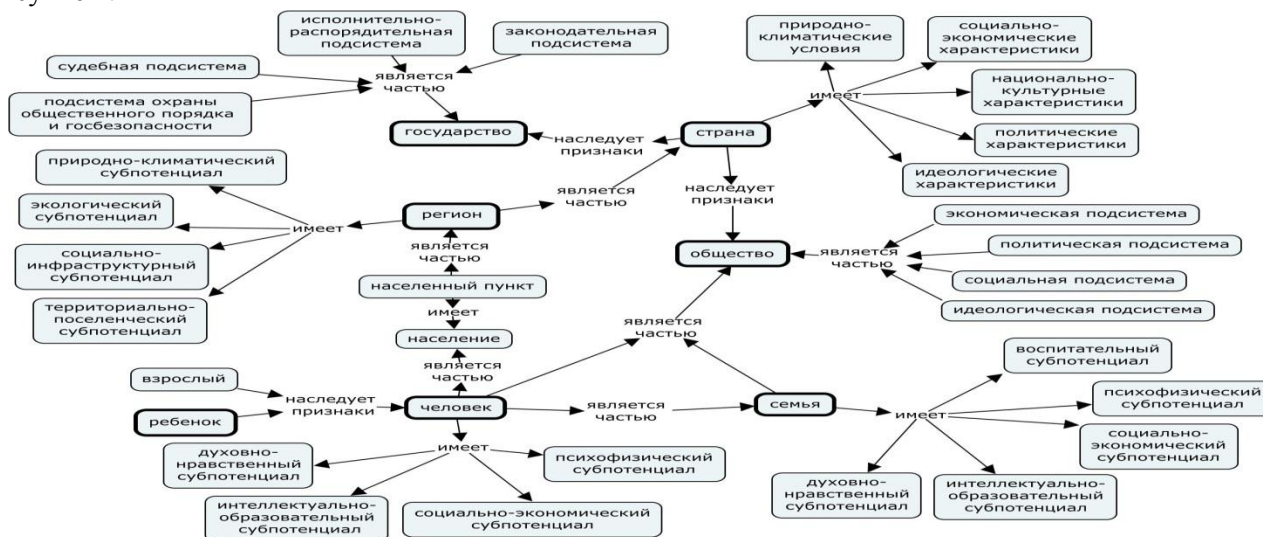 исполнительно-
распорядительная
подсистема
законодательная
подсистема
судебная подсистема
подсистема охраны
общественного порядка
и госбезопасности
является
частью
государство
наследует
признаки
страна
имеет
природно-
климатические
условия
социально-
экономические
характеристики
национально-
культурные
характеристики
политические
характеристики
идеологические
характеристики
природно-климатический
субпотенциал
экологический
субпотенциал
социально-
инфраструктурный
субпотенциал
территориально-
поселенческий
субпотенциал
имеет
регион
является
частью
наследует
признаки
общество
является
частью
экономическая подсистема
политическая подсистема
социальная подсистема
идеологическая подсистема
является
частью
населенный пункт
имеет
население
является
частью
является
частью
взрослый
ребенок
наследует
признаки
человек
является
частью
семья
имеет
воспитательный
субпотенциал
психофизический
субпотенциал
социально-
экономический
субпотенциал
духовно-
нравственный
субпотенциал
интеллектуально-
образовательный
субпотенциал
имеет
духовно-
нравственный
субпотенциал
интеллектуально-
образовательный
субпотенциал
социально-экономический
субпотенциал
психофизический
субпотенциал